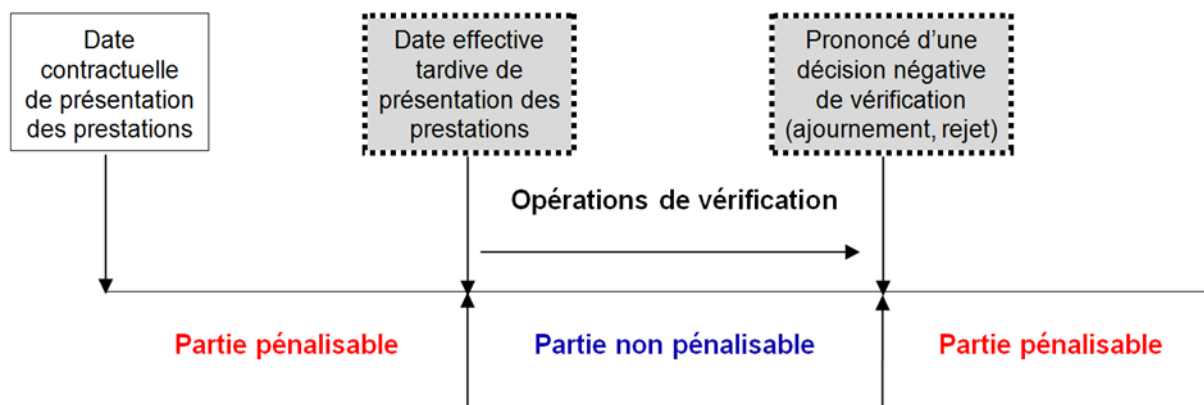 Date
contractuelle
de présentation
des prestations
Date effective
tardive de
présentation des
prestations
Prononcé d’une
décision négative
de vérification
(ajournement, rejet)
Opérations de vérification
Partie pénalisable
Partie non pénalisable
Partie pénalisable